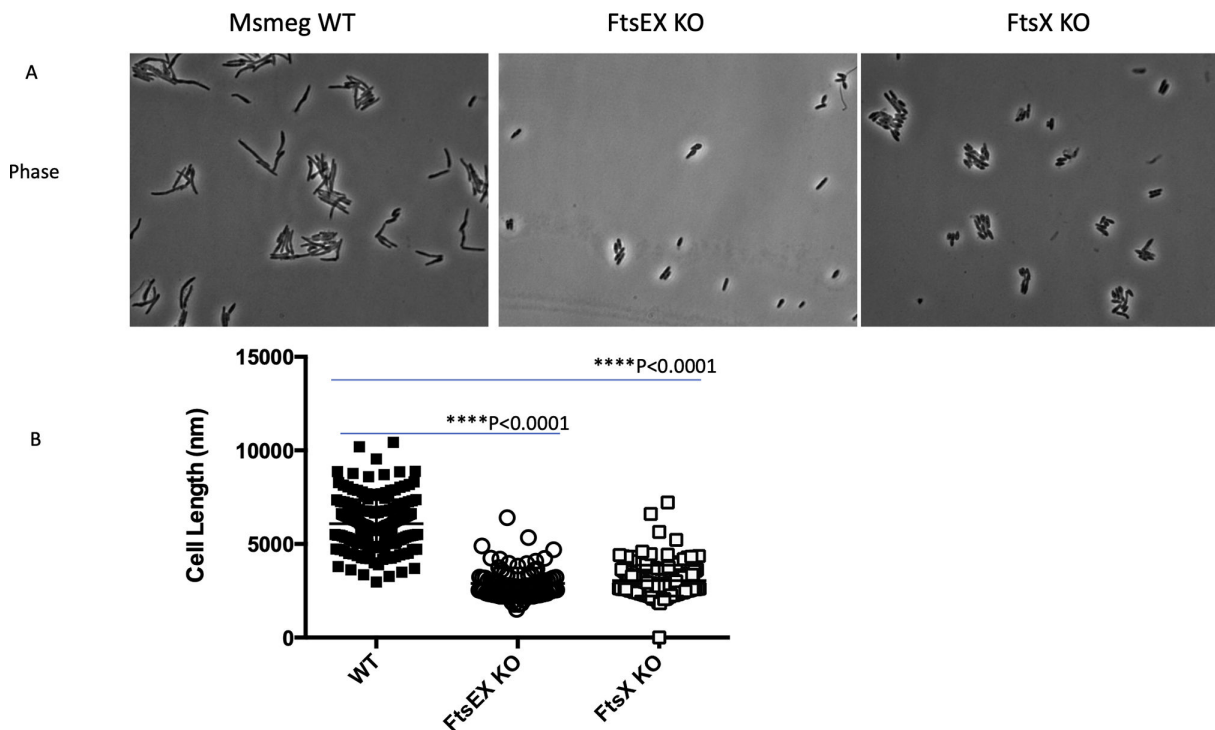 Msmeg WT FtsEX KO FtsX KO
A
Phase
B
15000
10000
5000
0
Cell Length (nm)
****P<0.0001
****P<0.0001
WT
FtsEX KO
FtsX KO